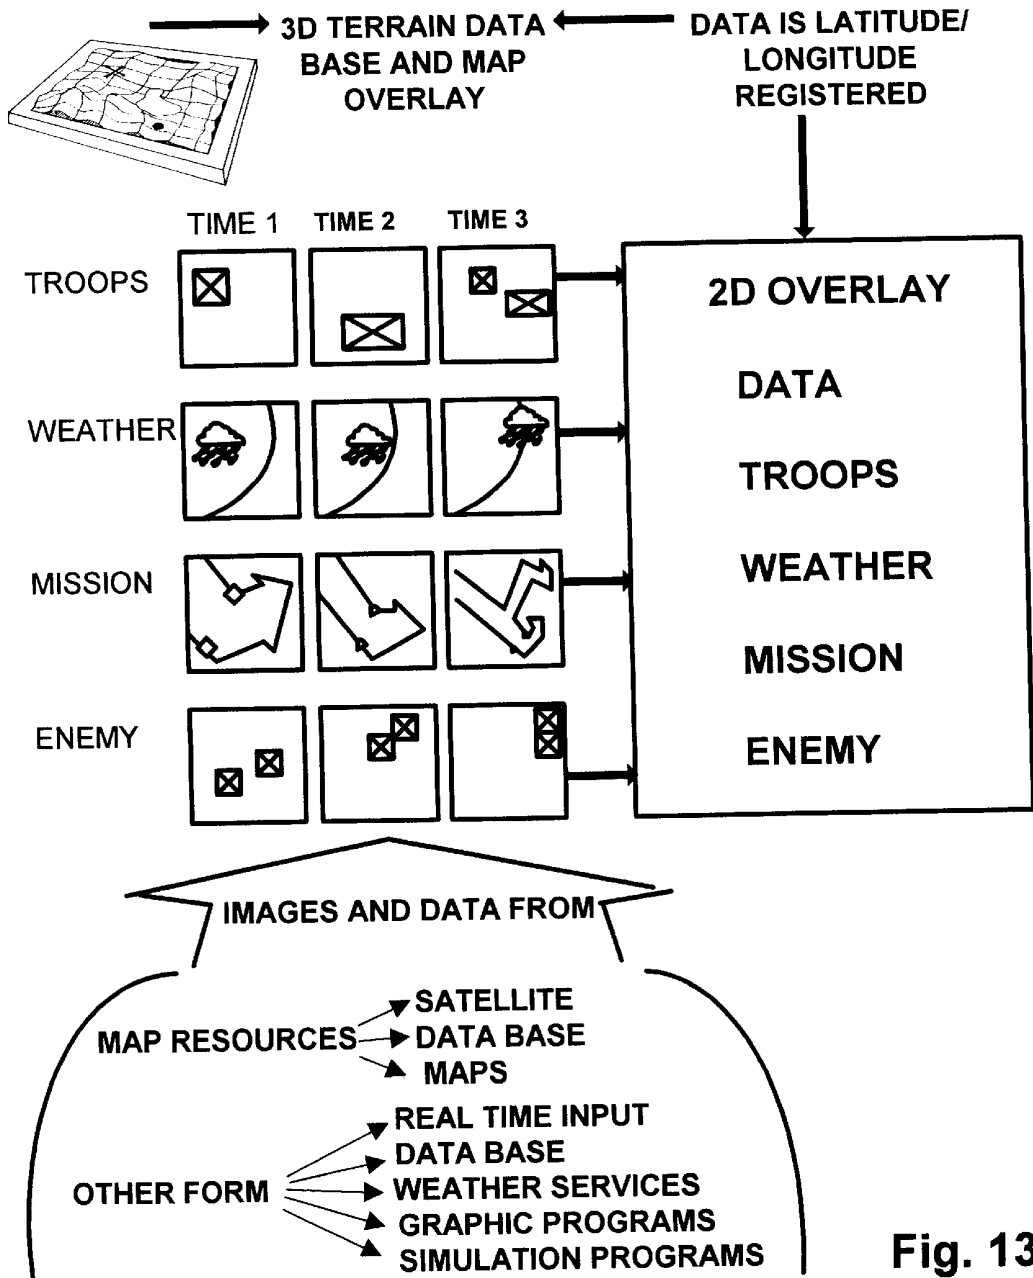 3D TERRAIN DATA
BASE AND MAP
OVERLAY
DATA IS LATITUDE/
LONGITUDE
REGISTERED
TIME 1
TIME 2
TIME 3
TROOPS
WEATHER
MISSION
ENEMY
2D OVERLAY
DATA
TROOPS
WEATHER
MISSION
ENEMY
IMAGES AND DATA FROM
MAP RESOURCES
SATELLITE
DATA BASE
MAPS
OTHER FORM
REAL TIME INPUT
DATA BASE
WEATHER SERVICES
GRAPHIC PROGRAMS
SIMULATION PROGRAMS
Fig. 13